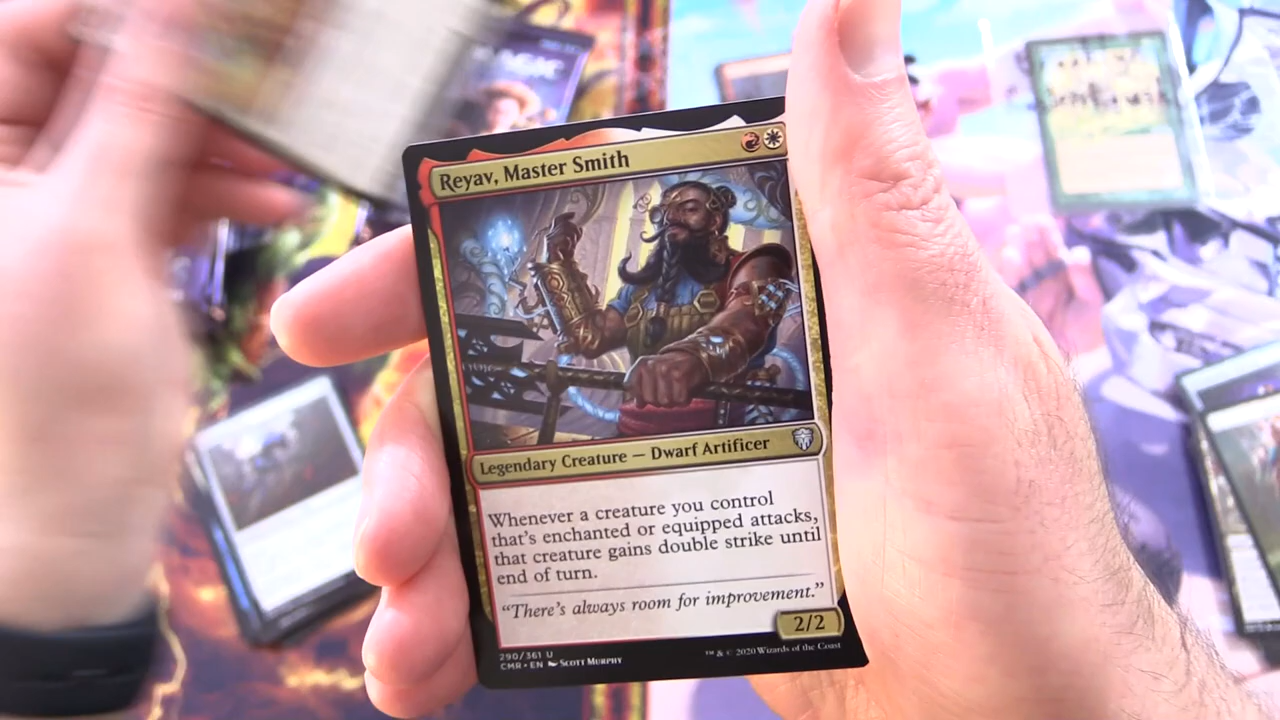 Reyav, Master Smith
Legendary Creature — Dwarf Artificer
Whenever a creature you control
that's enchanted or equipped attacks,
that creature gains double strike until
end of turn.
"There's always room for improvement."
2/2
290/361 U
CMR • EN Scott Murphy
™ & © 2020 Wizards of the Coast